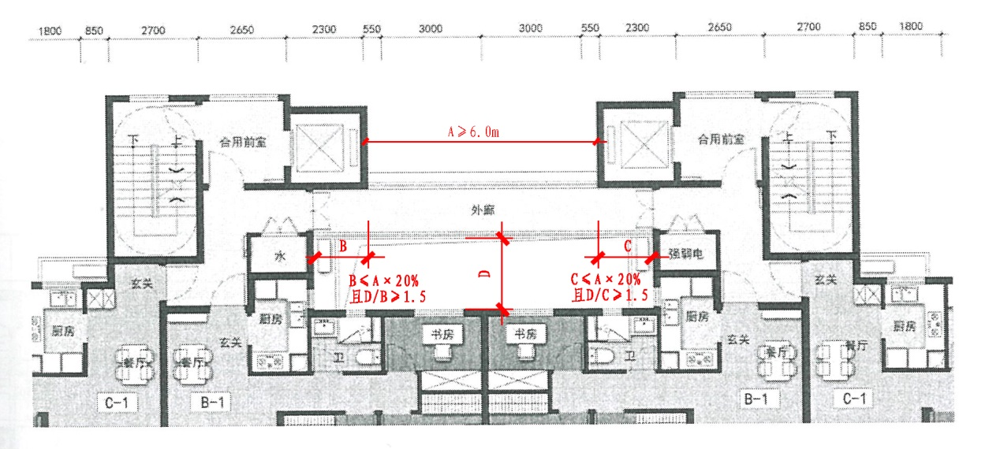 1800 850 2700 2650 2300 550 3000 3000 550 2300 2650 2700 850 1800
A≥6.0m
下 上 合用前室 合用前室 上 下
外廊
B C
水 强弱电
D
B≤A×20%
且D/B≥1.5
C≤A×20%
且D/C≥1.5
玄关 玄关
厨房 厨房 厨房 厨房
书房 书房
玄关 玄关
餐厅 餐厅 卫 卫 餐厅 餐厅
C-1 B-1 B-1 C-1